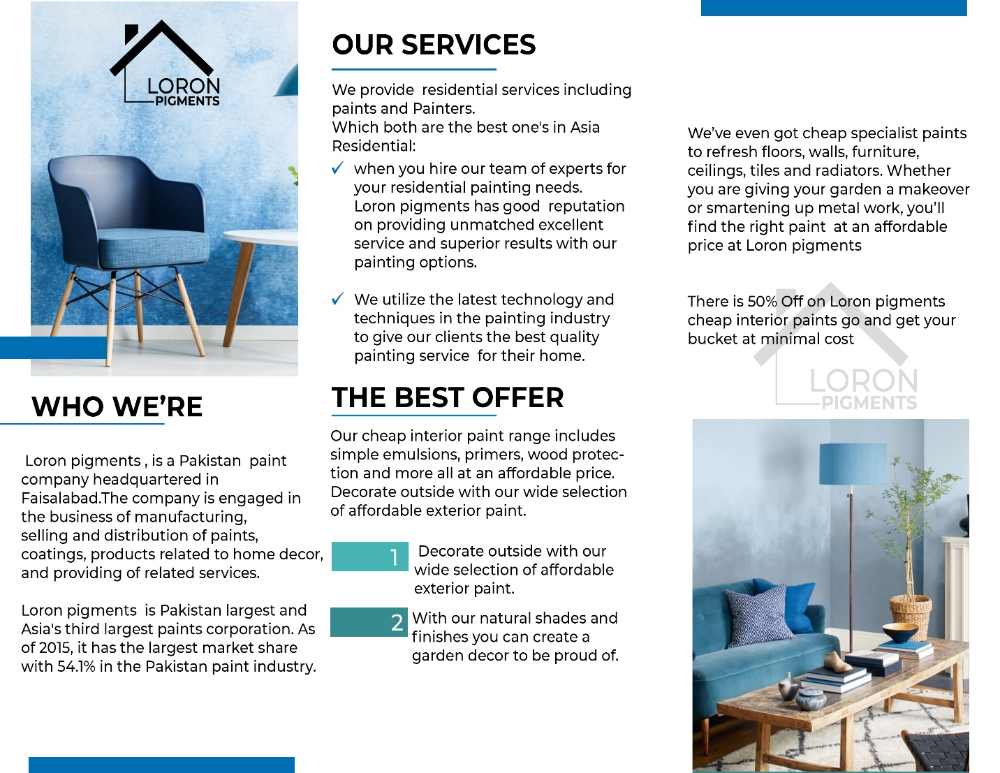 LORON
PIGMENTS
WHO WE’RE
Loron pigments , is a Pakistan paint
company headquartered in
Faisalabad.The company is engaged in
the business of manufacturing,
selling and distribution of paints,
coatings, products related to home decor,
and providing of related services.
Loron pigments is Pakistan largest and
Asia's third largest paints corporation. As
of 2015, it has the largest market share
with 54.1% in the Pakistan paint industry.
OUR SERVICES
We provide residential services including
paints and Painters.
Which both are the best one's in Asia
Residential:
✓ when you hire our team of experts for
your residential painting needs.
Loron pigments has good reputation
on providing unmatched excellent
service and superior results with our
painting options.
✓ We utilize the latest technology and
techniques in the painting industry
to give our clients the best quality
painting service for their home.
THE BEST OFFER
Our cheap interior paint range includes
simple emulsions, primers, wood protec-
tion and more all at an affordable price.
Decorate outside with our wide selection
of affordable exterior paint.
1 Decorate outside with our
wide selection of affordable
exterior paint.
2 With our natural shades and
finishes you can create a
garden decor to be proud of.
We’ve even got cheap specialist paints
to refresh floors, walls, furniture,
ceilings, tiles and radiators. Whether
you are giving your garden a makeover
or smartening up metal work, you’ll
find the right paint at an affordable
price at Loron pigments
There is 50% Off on Loron pigments
cheap interior paints go and get your
bucket at minimal cost
LORON
PIGMENTS